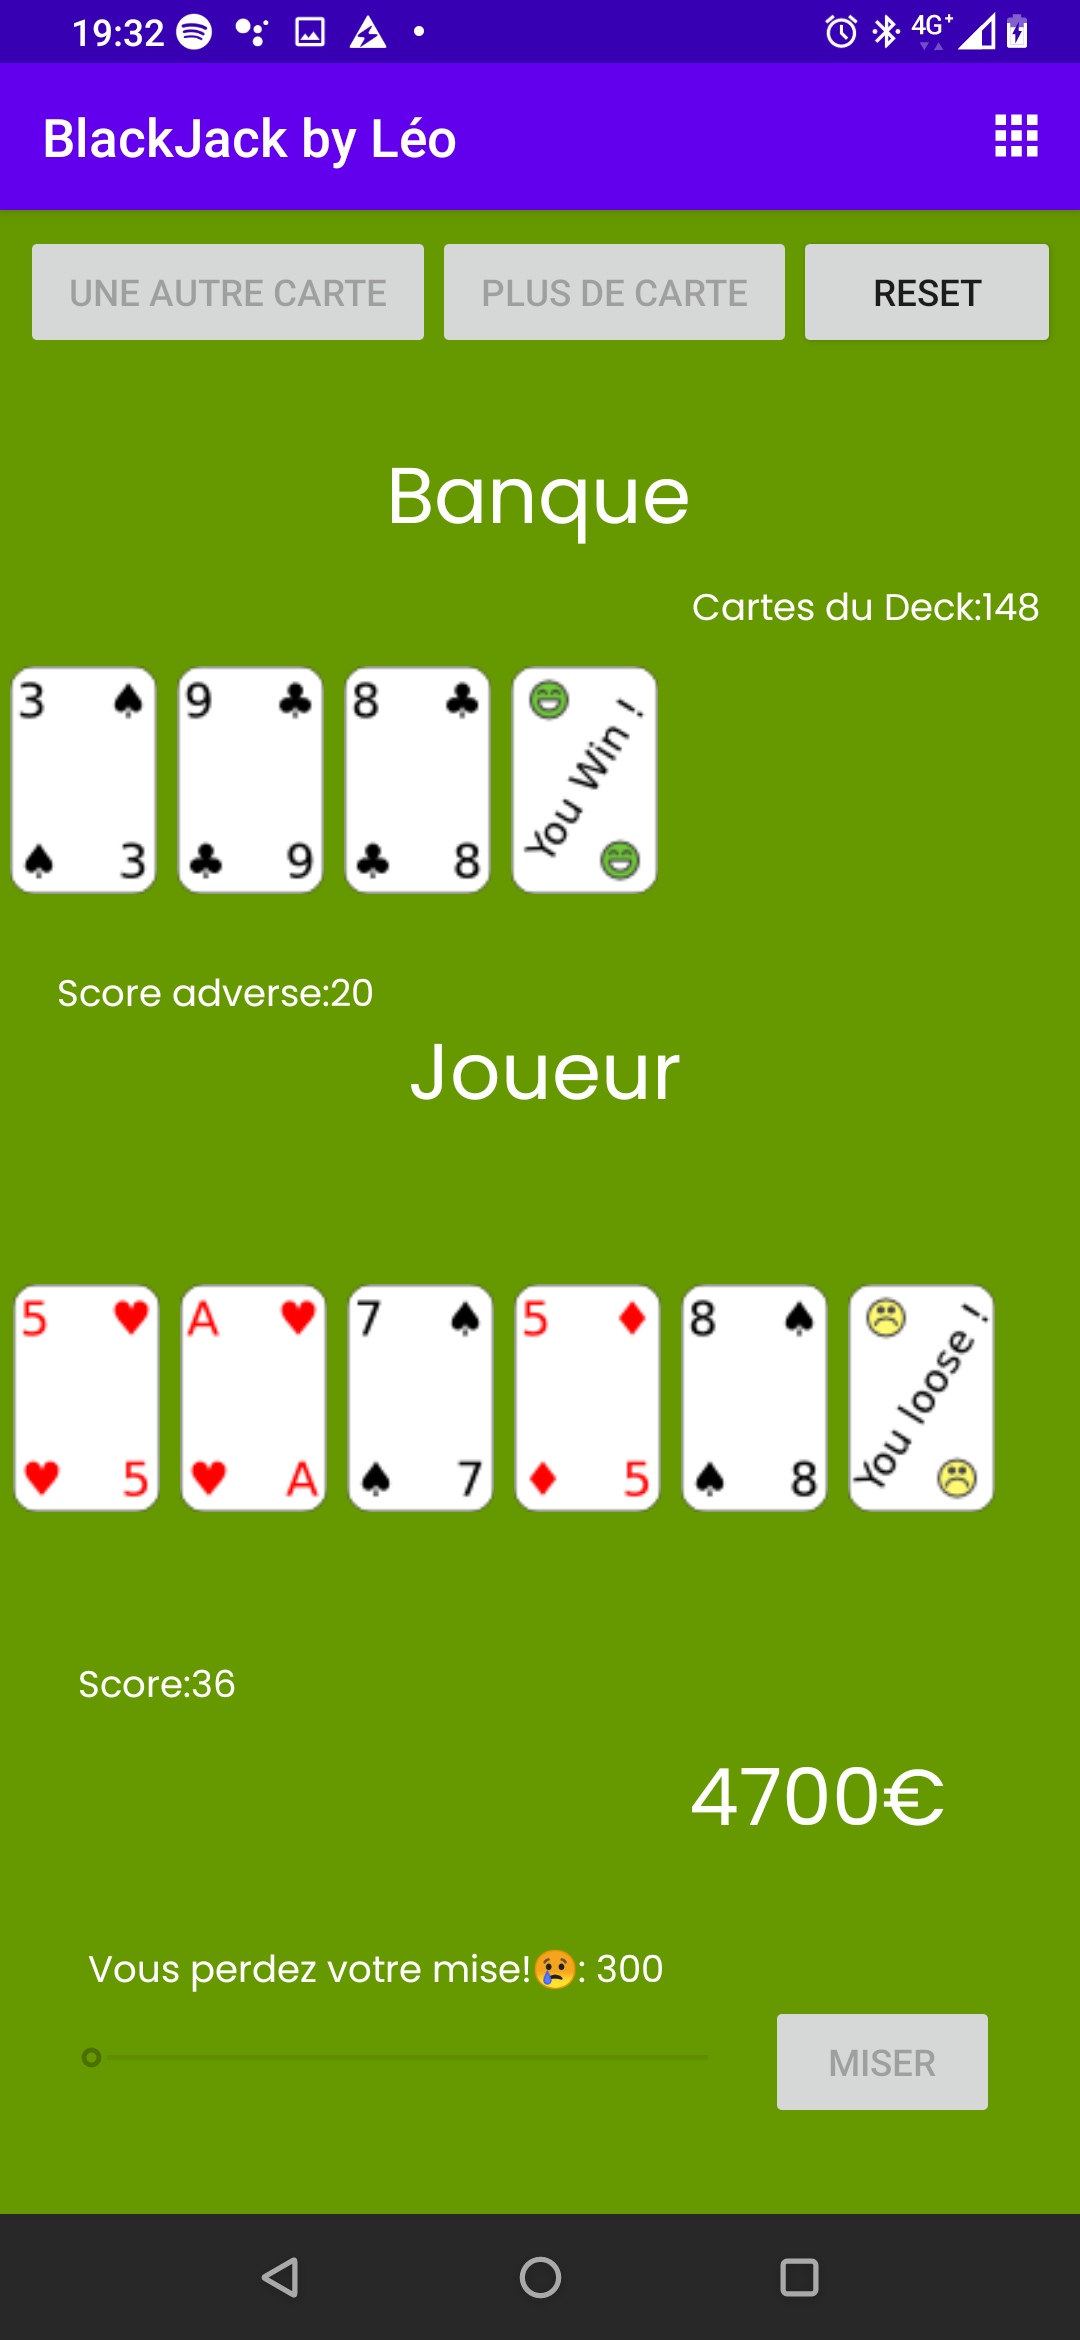 19:32 4G+
BlackJack by Léo
UNE AUTRE CARTE PLUS DE CARTE RESET
Banque
Cartes du Deck:148
3 9 8 You Win !
3 9 8
Score adverse:20
Joueur
5 A 7 5 8 You loose !
5 A 7 5 8
Score:36
4700€
Vous perdez votre mise!😢: 300
MISER